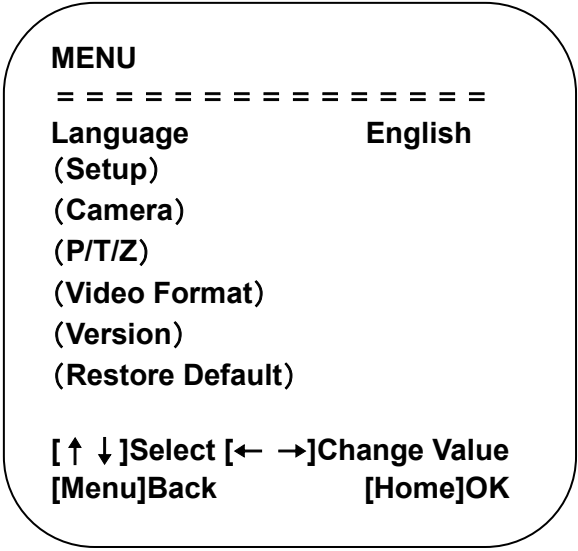 MENU
= = = = = = = = = = = = = = =
Language English
（Setup）
（Camera）
（P/T/Z）
（Video Format）
（Version）
（Restore Default）
[↑ ↓]Select [← →]Change Value
[Menu]Back [Home]OK